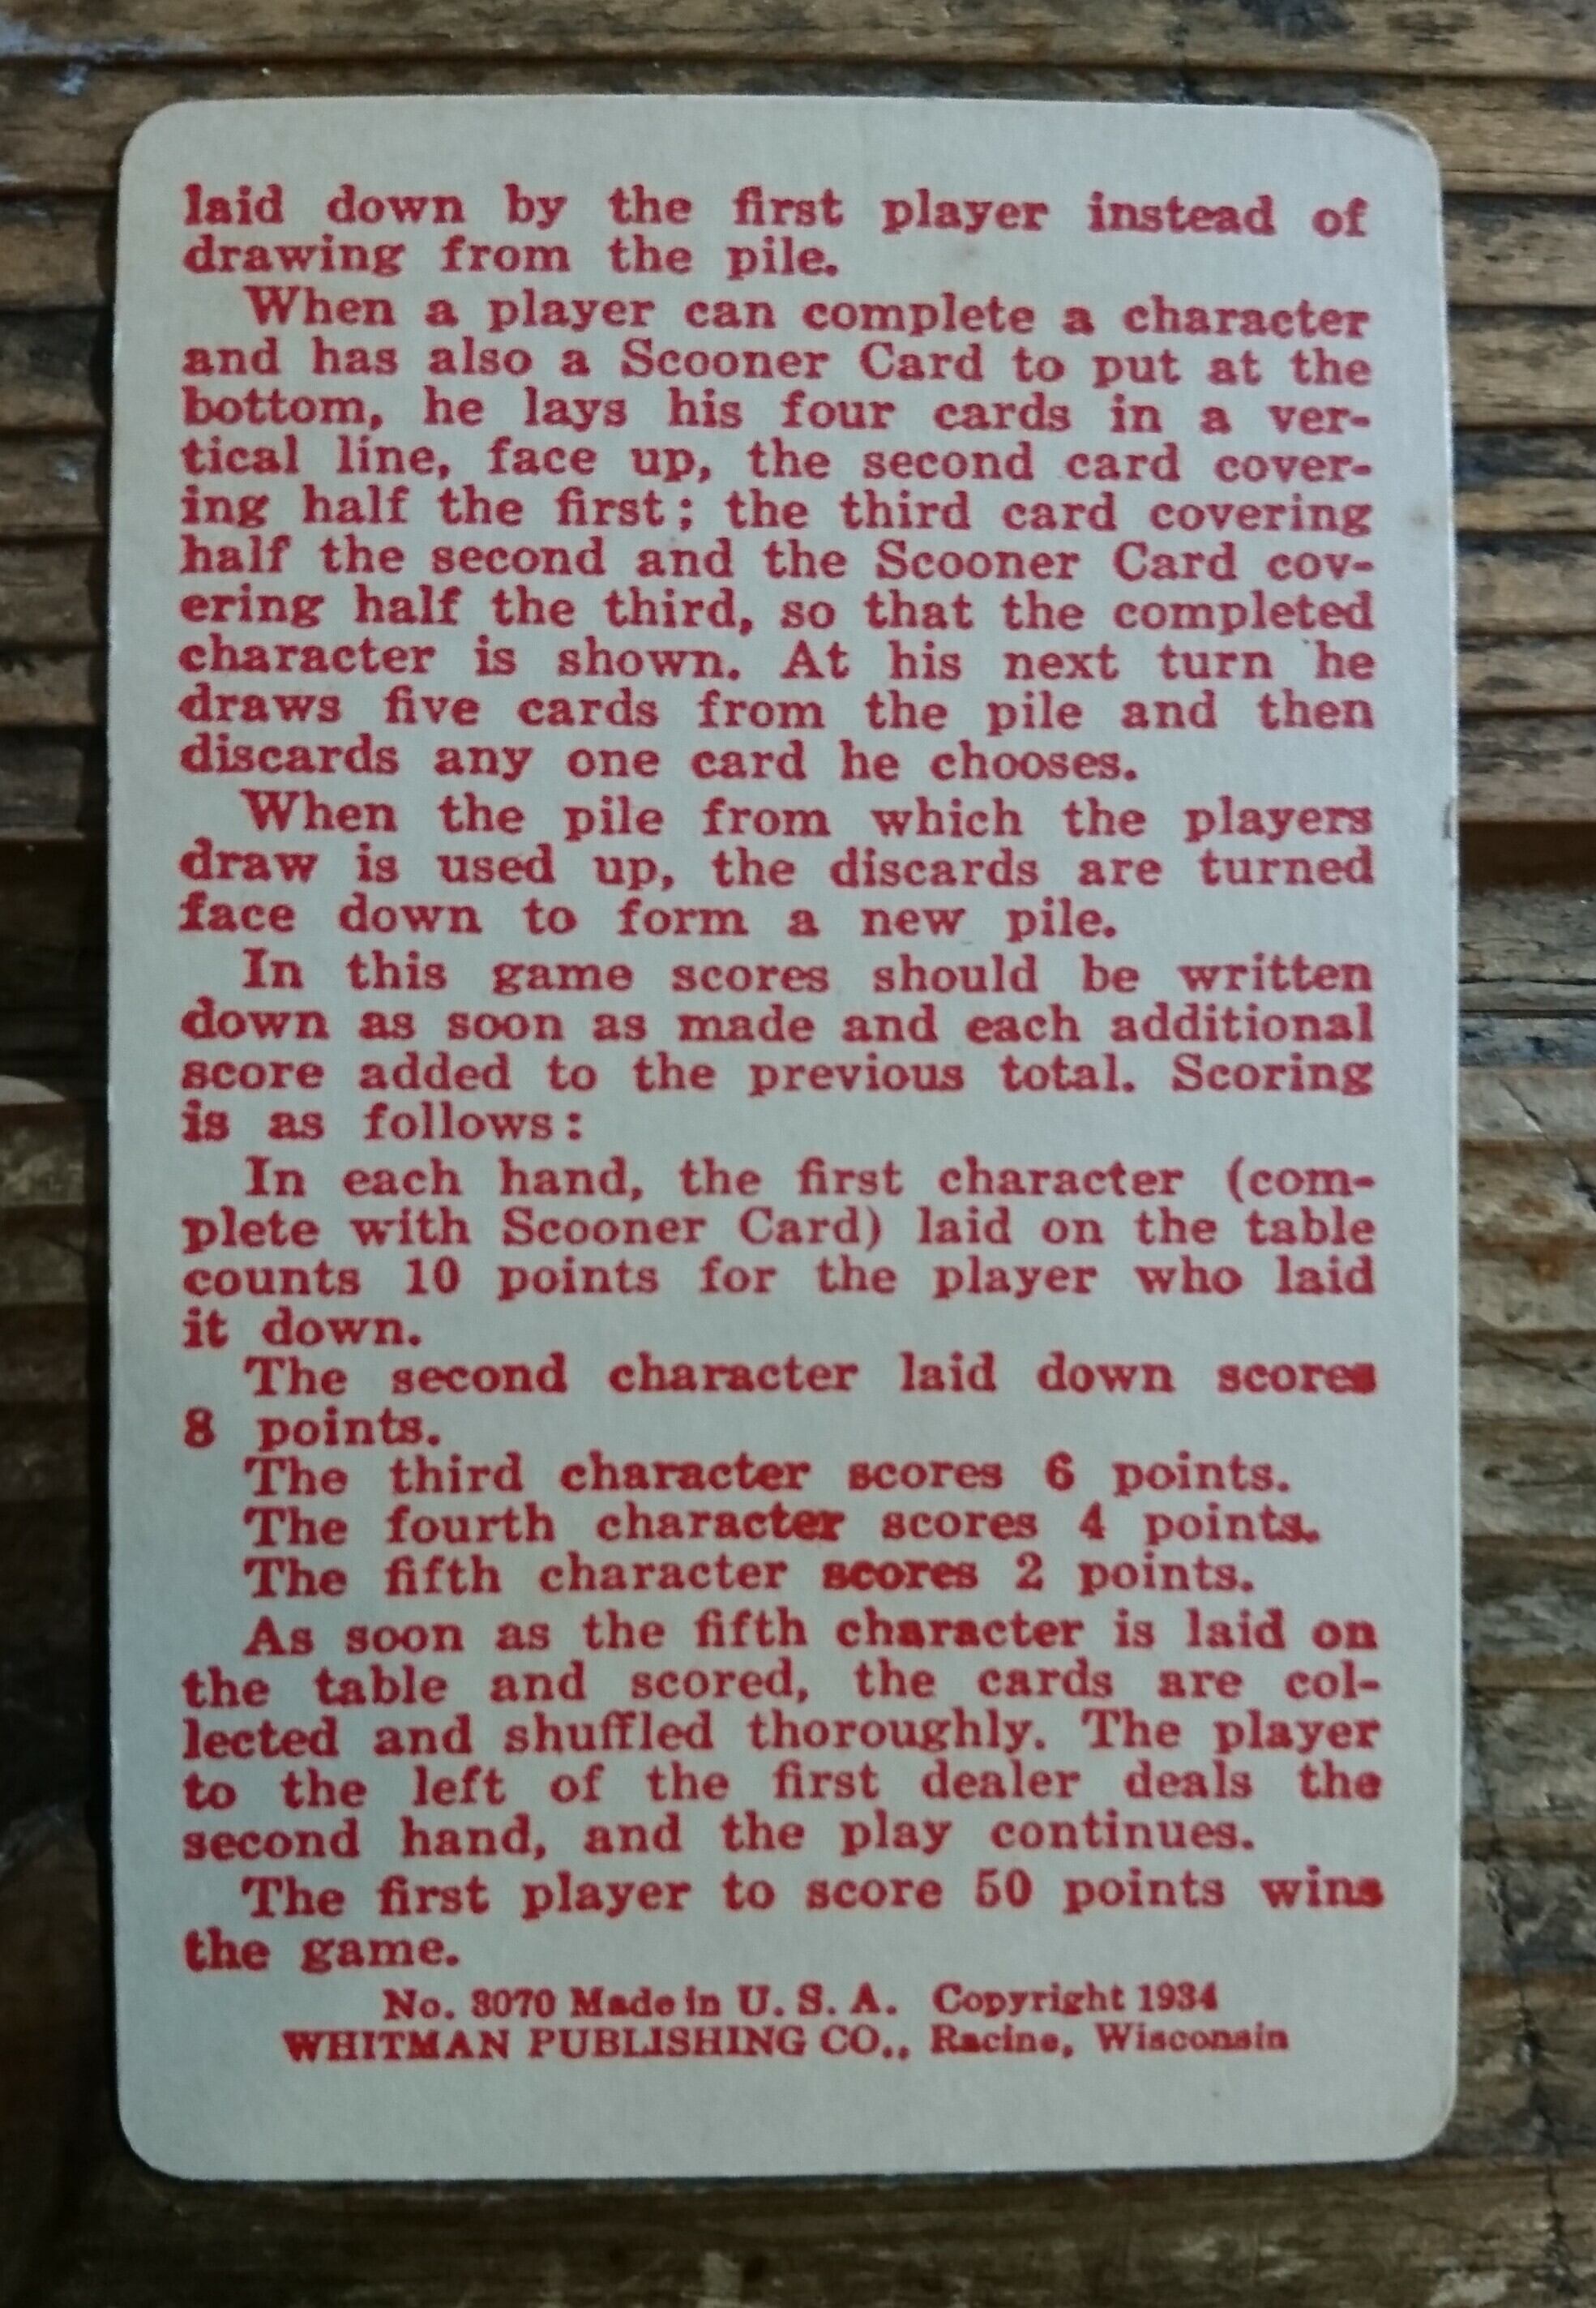 laid down by the first player instead of
drawing from the pile.
When a player can complete a character
and has also a Scooner Card to put at the
bottom, he lays his four cards in a ver-
tical line, face up, the second card cover-
ing half the first; the third card covering
half the second and the Scooner Card cov-
ering half the third, so that the completed
character is shown. At his next turn he
draws five cards from the pile and then
discards any one card he chooses.
When the pile from which the players
draw is used up, the discards are turned
face down to form a new pile.
In this game scores should be written
down as soon as made and each additional
score added to the previous total. Scoring
is as follows:
In each hand, the first character (com-
plete with Scooner Card) laid on the table
counts 10 points for the player who laid
it down.
The second character laid down scores
8 points.
The third character scores 6 points.
The fourth character scores 4 points.
The fifth character scores 2 points.
As soon as the fifth character is laid on
the table and scored, the cards are col-
lected and shuffled thoroughly. The player
to the left of the first dealer deals the
second hand, and the play continues.
The first player to score 50 points wins
the game.
No. 3070 Made in U. S. A. Copyright 1934
WHITMAN PUBLISHING CO., Racine, Wisconsin